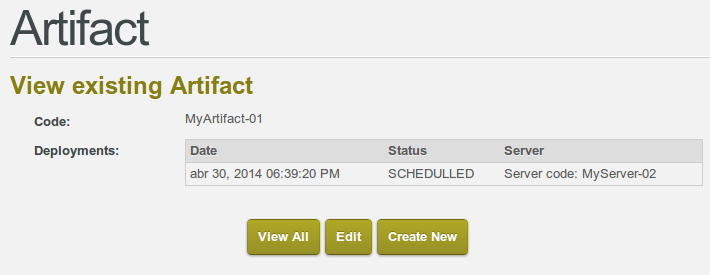 Artifact
View existing Artifact
Code: MyArtifact-01
Deployments: Date Status Server
abr 30, 2014 06:39:20 PM SCHEDULLED Server code: MyServer-02
View All Edit Create New